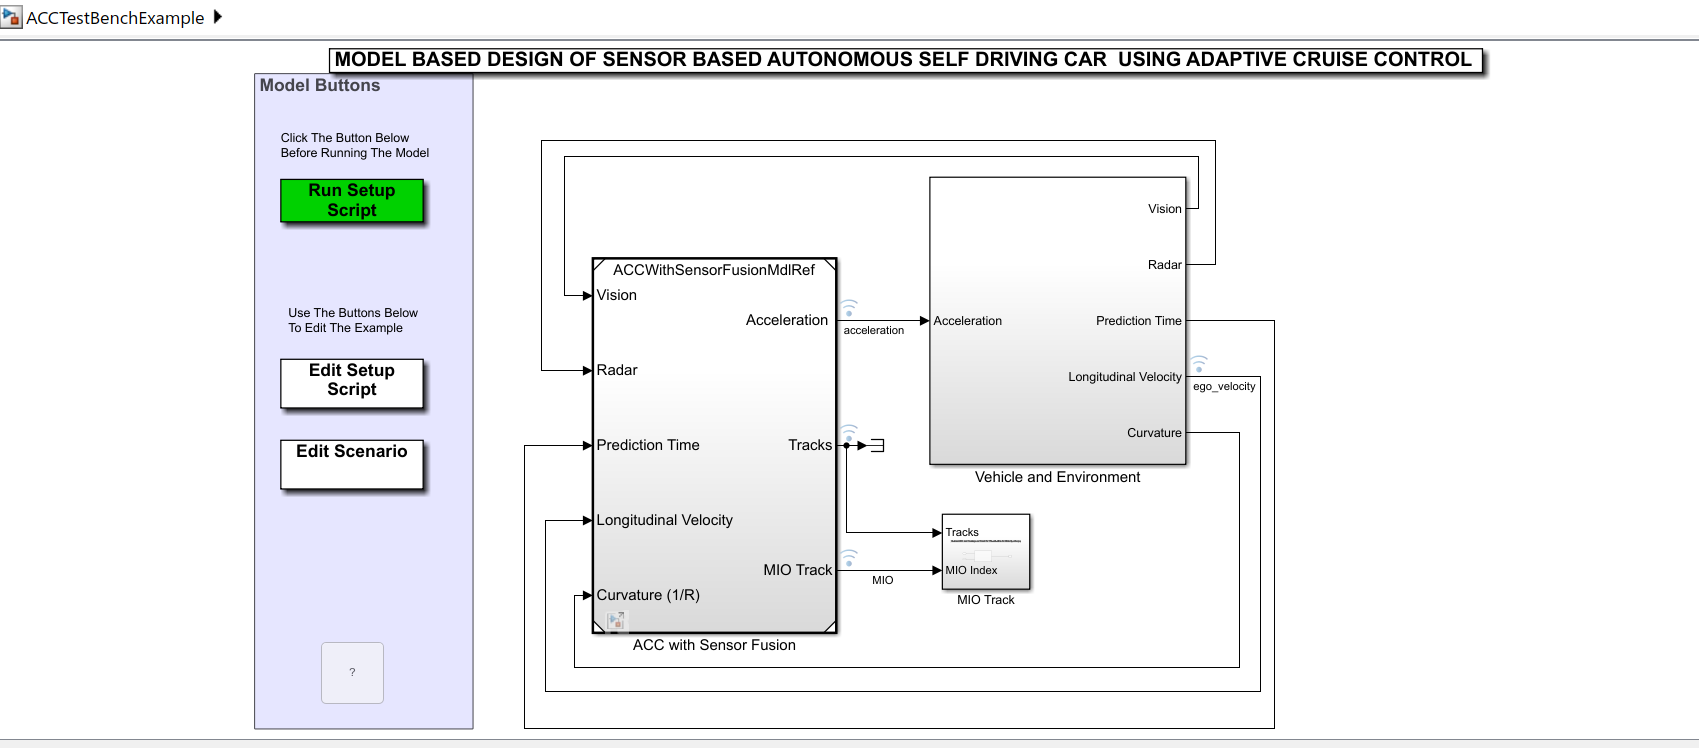 ACCTestBenchExample
MODEL BASED DESIGN OF SENSOR BASED AUTONOMOUS SELF DRIVING CAR  USING ADAPTIVE CRUISE CONTROL
Model Buttons
Click The Button Below
Before Running The Model
Run Setup
Script
Use The Buttons Below
To Edit The Example
Edit Setup
Script
Edit Scenario
?
ACCWithSensorFusionMdlRef
Vision
Radar
Prediction Time
Longitudinal Velocity
Curvature (1/R)
Acceleration
Tracks
MIO Track
ACC with Sensor Fusion
acceleration
MIO
Acceleration
Vision
Radar
Prediction Time
Longitudinal Velocity
Curvature
Vehicle and Environment
ego_velocity
Tracks
MIO Index
MIO Track